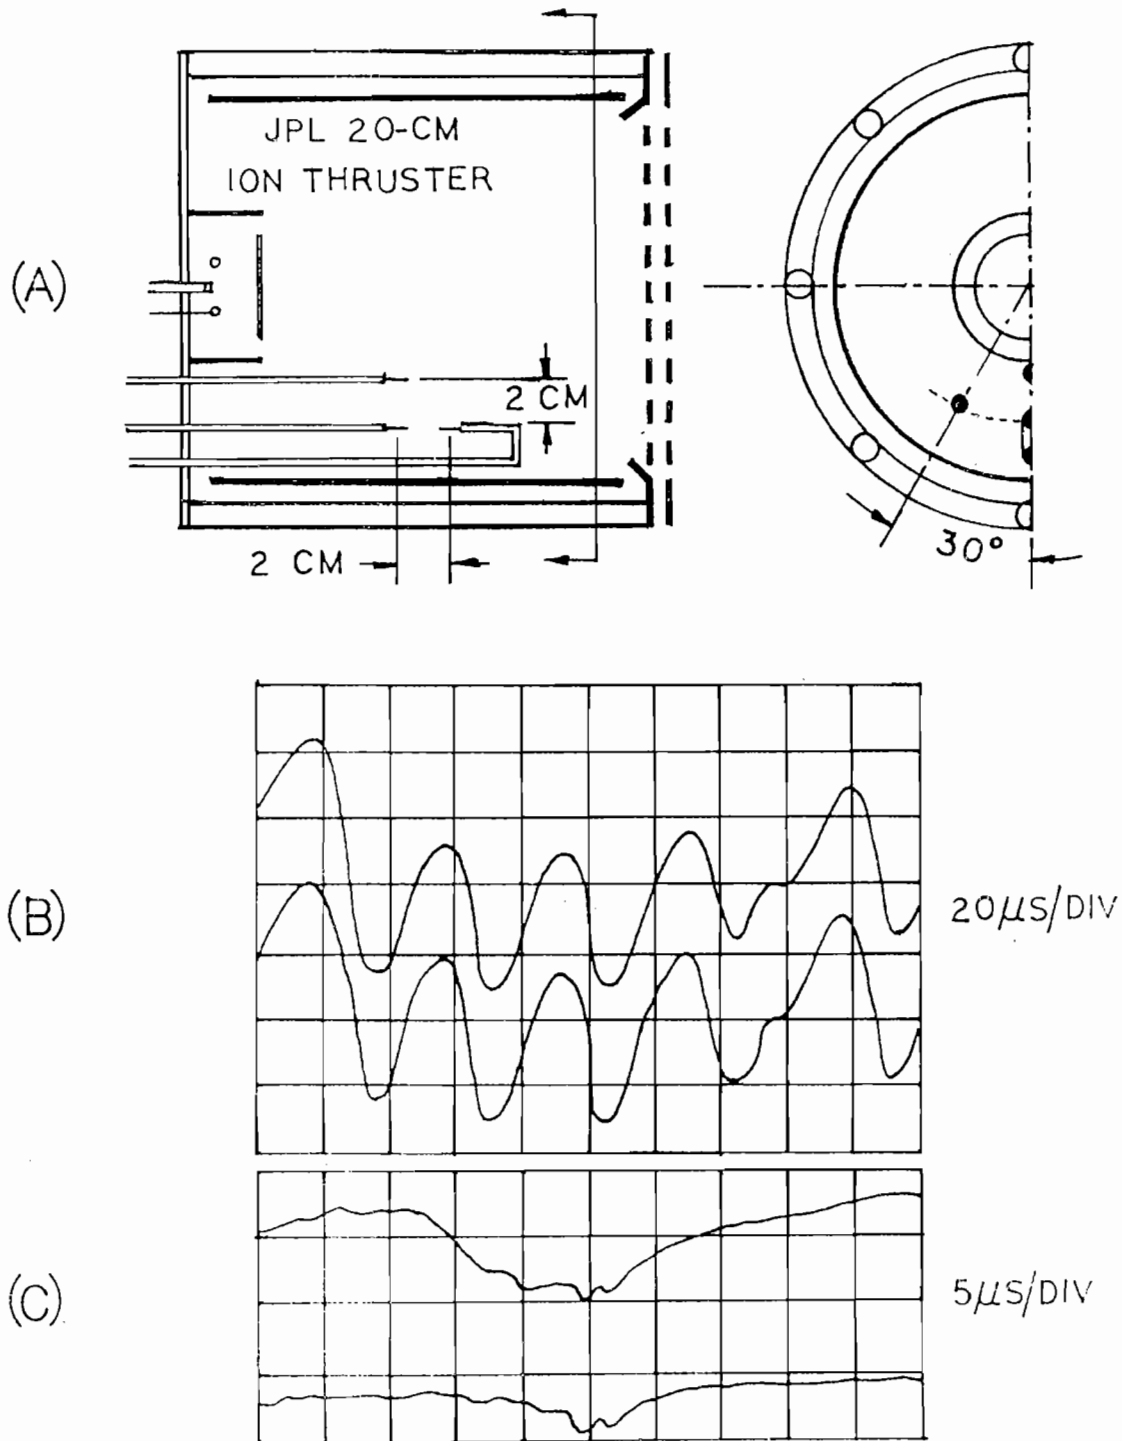 (A)
JPL 20-CM
ION THRUSTER
2 CM
2 CM
30°
(B)
20μS/DIV
(C)
5μS/DIV